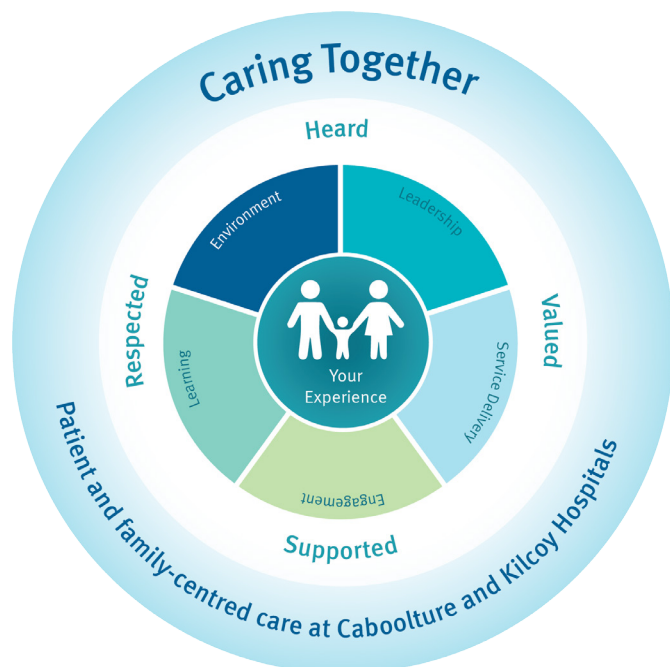 Caring Together
Heard
Environment
Leadership
Respected
Valued
Your
Experience
Learning
Service Delivery
Engagement
Supported
Patient and family-centred care at Caboolture and Kilcoy Hospitals